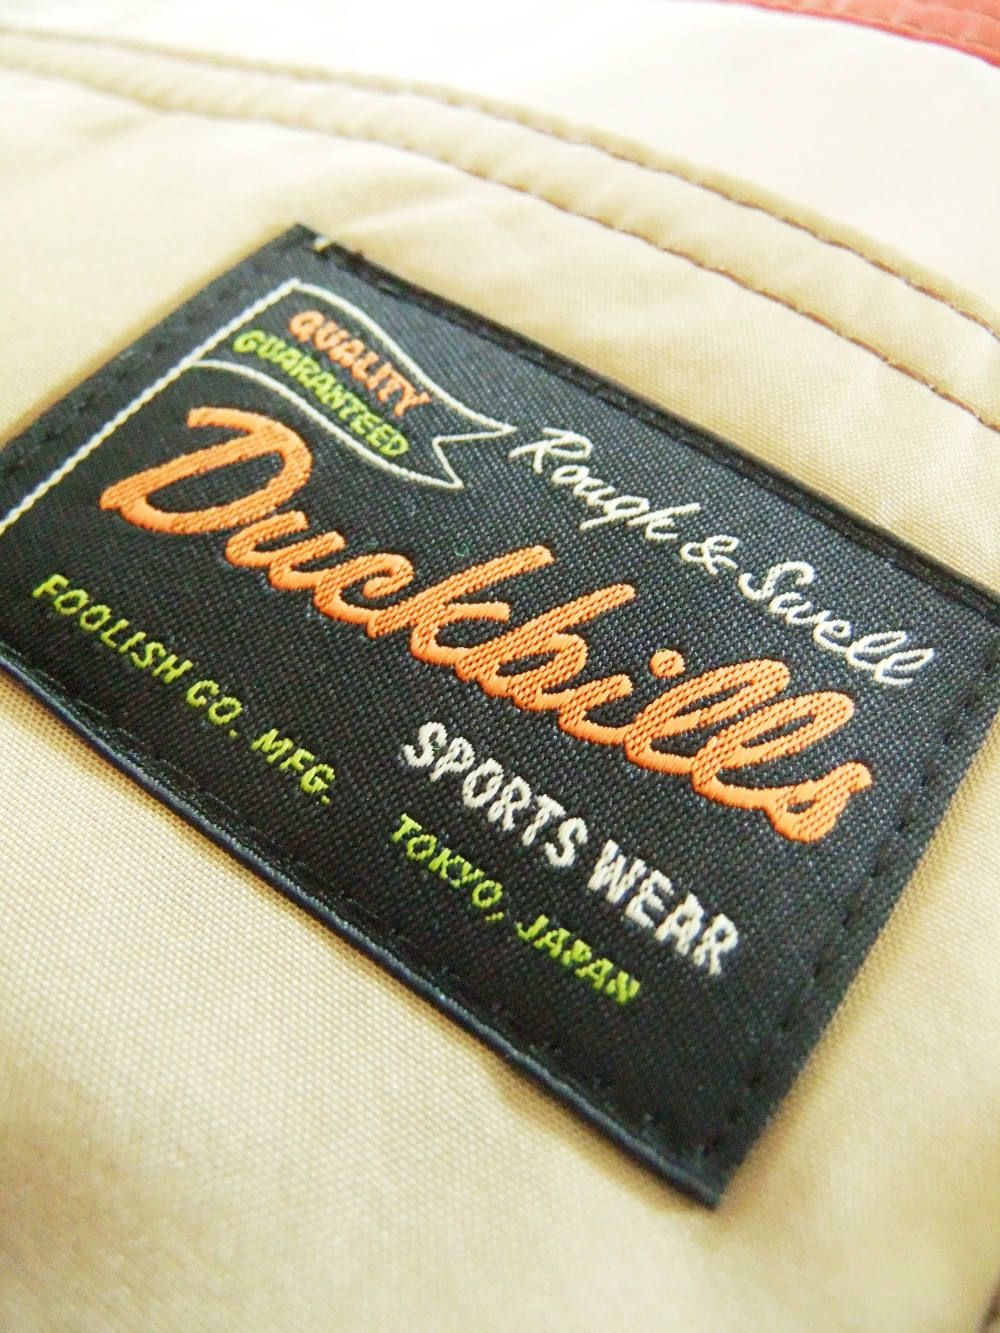 QUALITY
GUARANTEED
Rough & Swell
Duckbills
SPORTS WEAR
FOOLISH CO. MFG. TOKYO, JAPAN